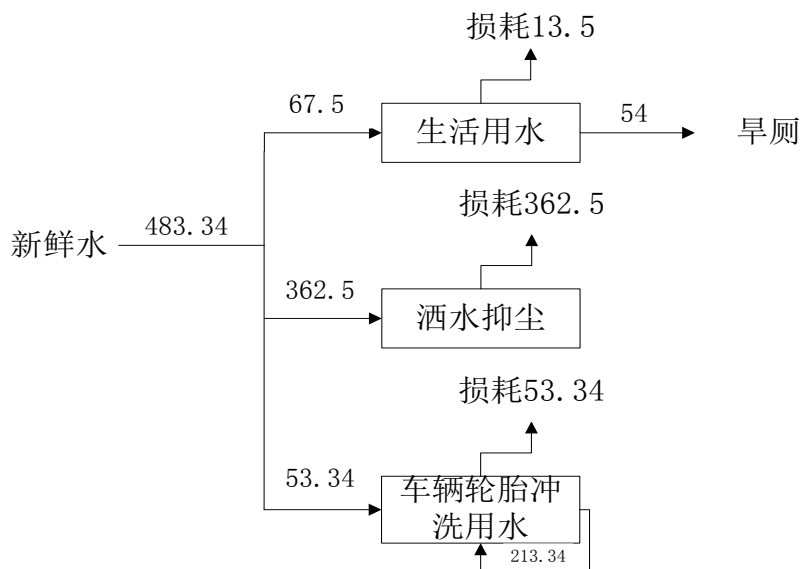 损耗13.5
67.5
生活用水
54
旱厕
损耗362.5
新鲜水
483.34
362.5
洒水抑尘
损耗53.34
53.34
车辆轮胎冲
洗用水
213.34